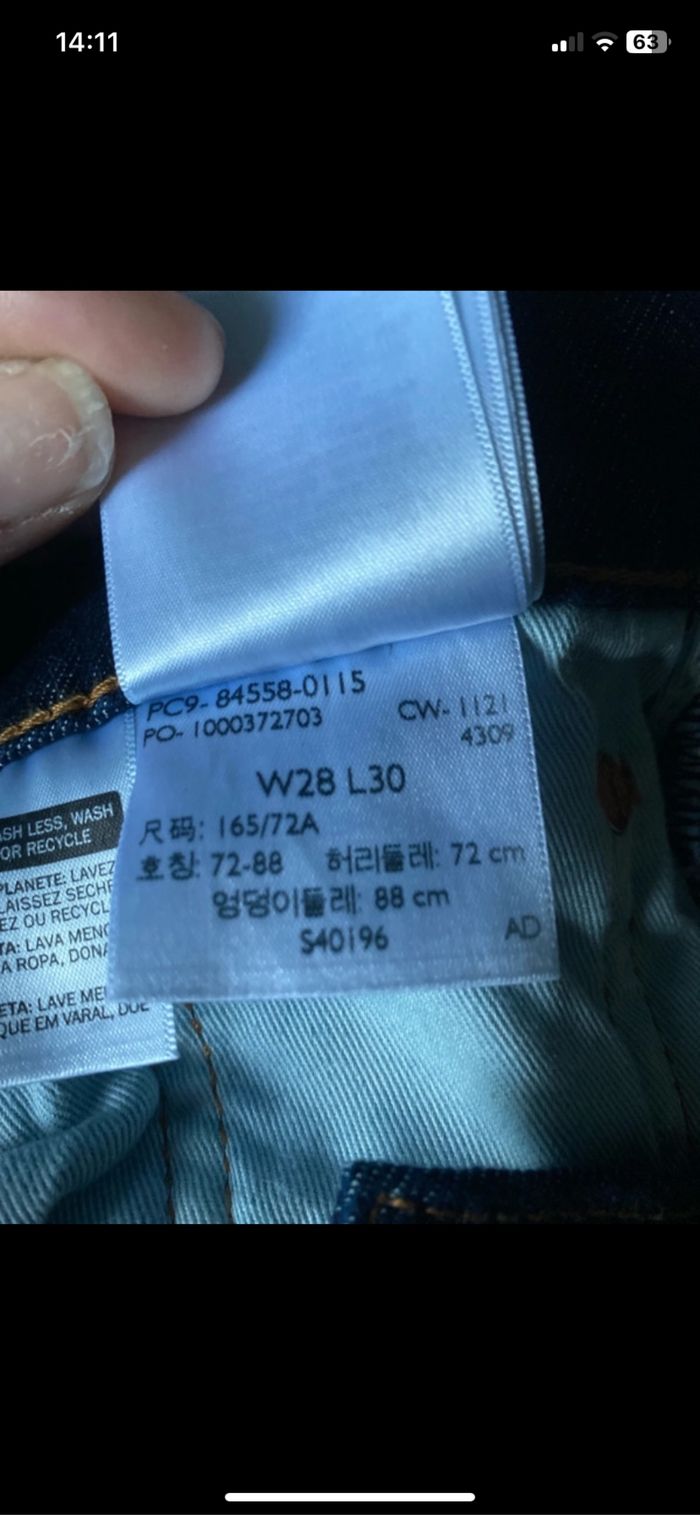 14:11
63
PC9- 84558-0115
PO- 1000372703
CW- 1121
4309
W28 L30
尺码: 165/72A
호칭: 72-88 허리둘레: 72 cm
엉덩이둘레: 88 cm
S40196
AD
ASH LESS, WASH
OR RECYCLE
PLANETE: LAVEZ
LAISSEZ SECHE
EZ OU RECYCL
TA: LAVA MENO
A ROPA, DONA
ETA: LAVE ME
QUE EM VARAL, DOE